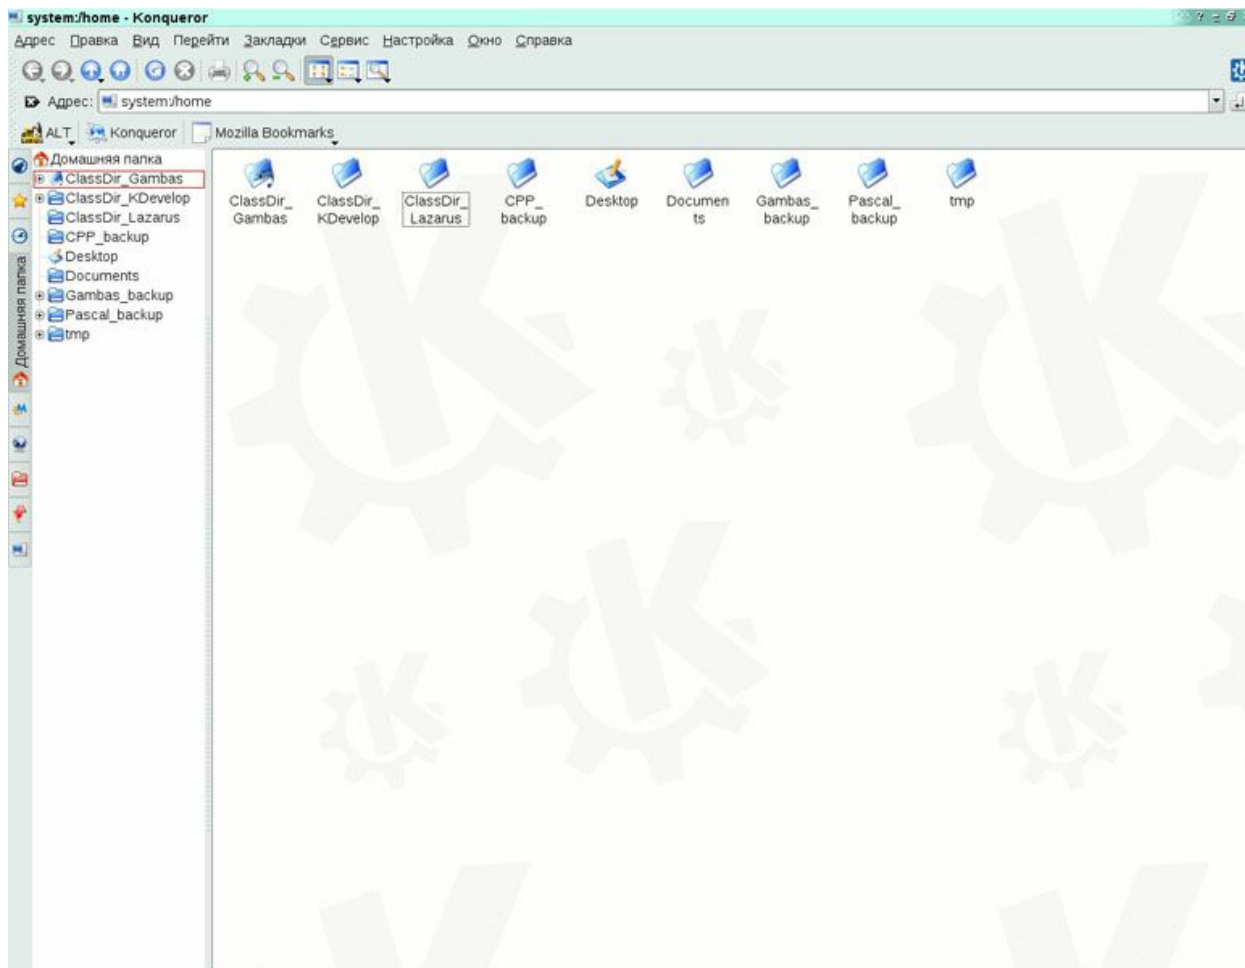 system:/home - Konqueror
Адрес Правка Вид Перейти Закладки Сервис Настройка Окно Справка
Адрес: system:/home
ALT Konqueror Mozilla Bookmarks
Домашняя папка
Домашняя папка
ClassDir_Gambas
ClassDir_KDevelop
ClassDir_Lazarus
CPP_backup
Desktop
Documents
Gambas_backup
Pascal_backup
tmp
ClassDir_ ClassDir_ ClassDir_ CPP_ Desktop Documen Gambas_ Pascal_ tmp
Gambas KDevelop Lazarus backup ts backup backup